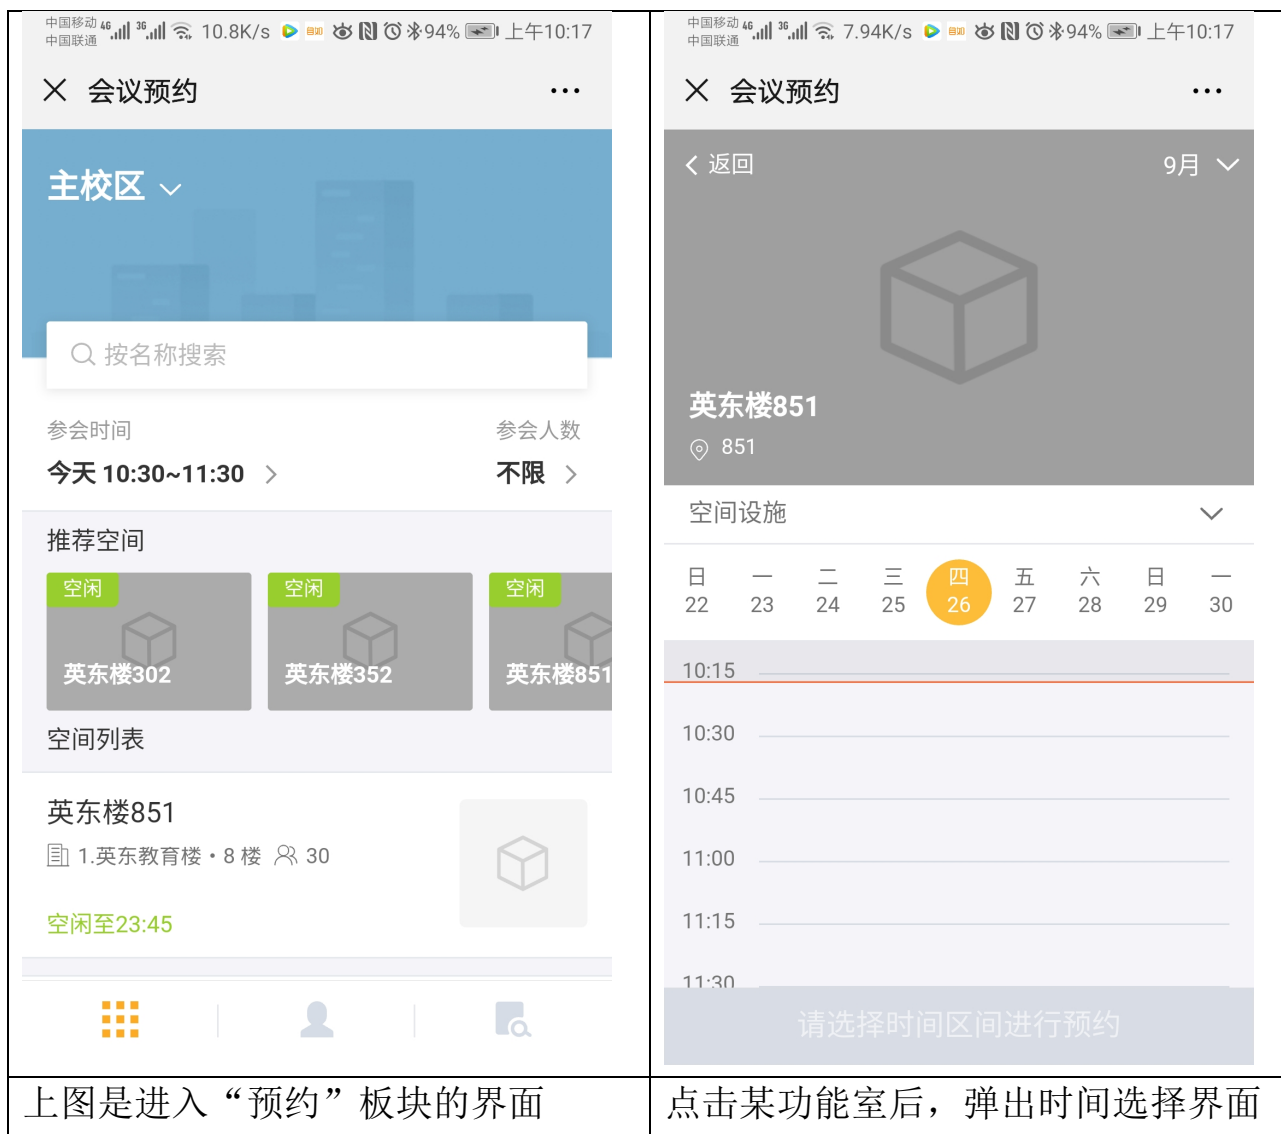 中国移动 4G 3G 10.8K/s 94% 上午10:17
中国联通
会议预约
主校区
按名称搜索
参会时间 参会人数
今天 10:30~11:30 不限
推荐空间
空闲 空闲 空闲
英东楼302 英东楼352 英东楼851
空间列表
英东楼851
1.英东教育楼·8 楼 30
空闲至23:45
上图是进入“预约”板块的界面
中国移动 4G 3G 7.94K/s 94% 上午10:17
中国联通
会议预约
返回 9月
英东楼851
851
空间设施
日 一 二 三 四 五 六 日 一
22 23 24 25 26 27 28 29 30
10:15
10:30
10:45
11:00
11:15
11:30
请选择时间区间进行预约
点击某功能室后，弹出时间选择界面